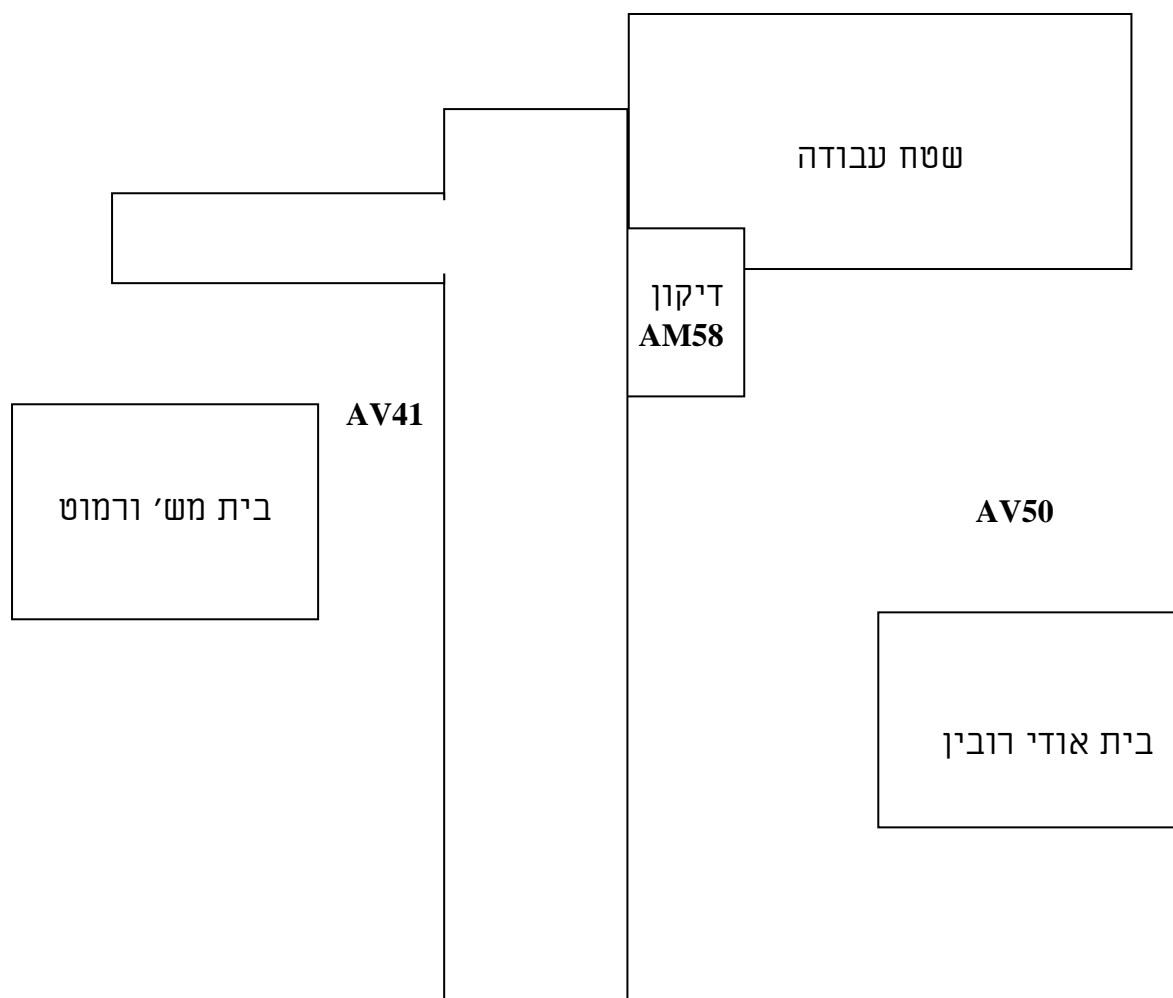 שטח עבודה
דיקון
AM58
AV41
בית מש' ורמוט
AV50
בית אודי רובין